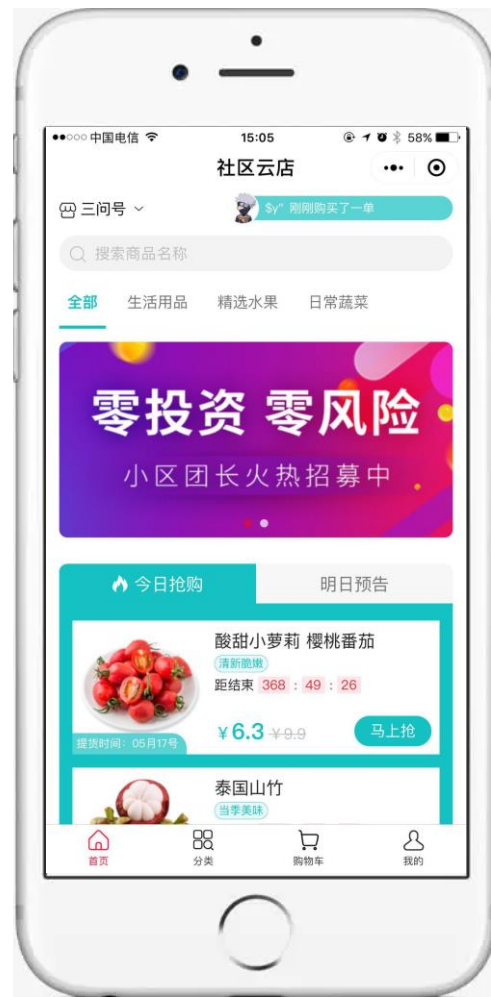 中国电信 15:05 58%
社区云店
三问号 $y" 刚刚购买了一单
搜索商品名称
全部 生活用品 精选水果 日常蔬菜
零投资 零风险
小区团长火热招募中
今日抢购 明日预告
酸甜小萝莉 樱桃番茄
清新脆嫩
距结束 368 : 49 : 26
¥6.3 ¥9.9 马上抢
提货时间：05月17号
泰国山竹
当季美味
首页 分类 购物车 我的